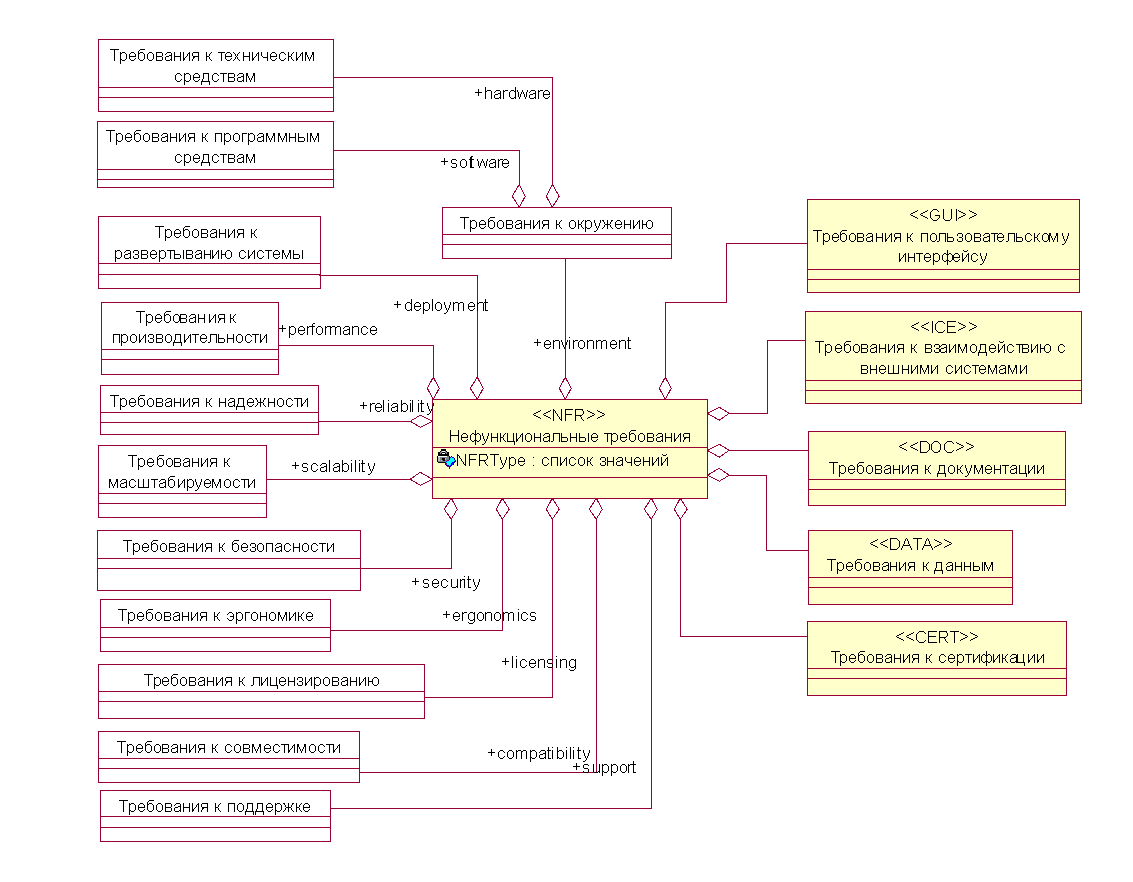 Требования к техническим
средствам
+hardware
Требования к программным
средствам
+software
Требования к окружению
<<GUI>>
Требования к пользовательскому
интерфейсу
Требования к
развертыванию системы
+deployment
Требования к
производительности
+performance
+environment
<<ICE>>
Требования к взаимодействию с
внешними системами
Требования к надежности
+reliability
<<NFR>>
Нефункциональные требования
NFRType : список значений
<<DOC>>
Требования к документации
Требования к
масштабируемости
+scalability
Требования к безопасности
+security
<<DATA>>
Требования к данным
Требования к эргономике
+ergonomics
<<CERT>>
Требования к сертификации
Требования к лицензированию
+licensing
Требования к совместимости
+compatibility
+support
Требования к поддержке